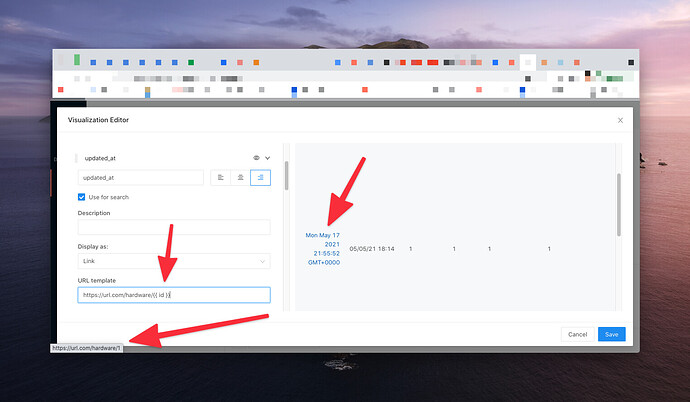 Visualization Editor
updated_at
updated_at
Use for search
Description
Display as:
Link
URL template
https://url.com/hardware/{{ id }}
Mon May 17
2021
21:55:52
GMT+0000
05/05/21 18:14
1
1
1
1
Cancel
Save
https://url.com/hardware/1